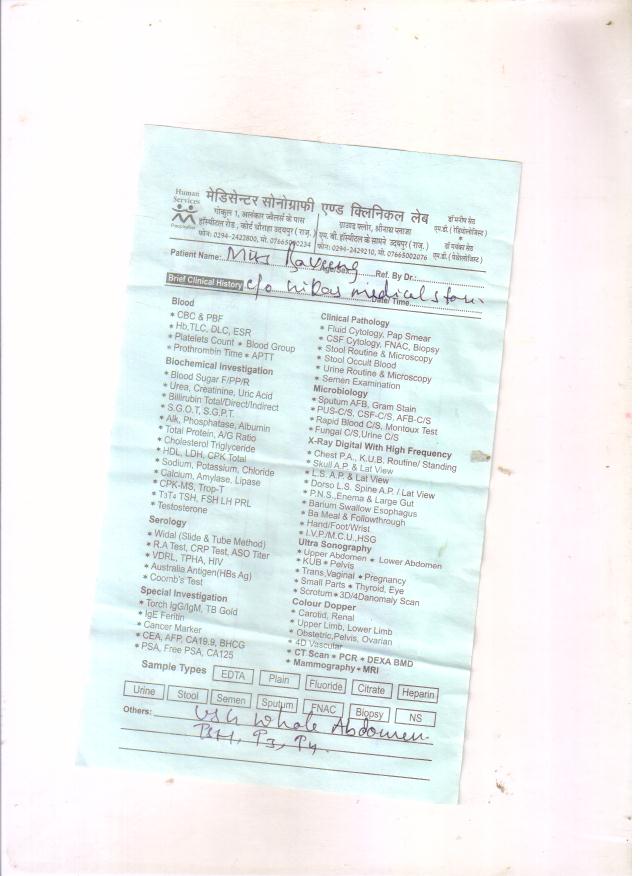 Human
Services
मेडिसेन्टर सोनोग्राफी एण्ड क्लिनिकल लेब
गोकुल 1, अलंकार ज्वैलर्स के पास
हॉस्पीटल रोड, कोर्ट चौराहा उदयपुर (राज.)
फोन: 0294-2422800, मो. 07665000234
ग्राउण्ड फ्लोर, श्रीनाथ प्लाजा
एम. बी. हॉस्पीटल के सामने उदयपुर (राज.)
फोन: 0294-2429210, मो. 07665002076
एम.डी. (रेडियोलोजिस्ट)
एम.डी. (पेथोलोजिस्ट)
Patient Name: Miss Age/Sex: Ref. By Dr.:
Brief Clinical History c/o medical store Date/Time
Blood
* CBC & PBF
* Hb,TLC, DLC, ESR
* Platelets Count * Blood Group
* Prothrombin Time * APTT
Biochemical Investigation
* Blood Sugar F/PP/R
* Urea, Creatinine, Uric Acid
* Billirubin Total/Direct/Indirect
* S.G.O.T, S.G.P.T.
* Alk, Phosphatase, Albumin
* Total Protein, A/G Ratio
* Cholesterol Triglyceride
* HDL, LDH, CPK Total
* Sodium, Potassium, Chloride
* Calcium, Amylase, Lipase
* CPK-MS, Trop-T
* T3T4 TSH, FSH LH PRL
* Testosterone
Serology
* Widal (Slide & Tube Method)
* R.A Test, CRP Test, ASO Titer
* VDRL, TPHA, HIV
* Australia Antigen(HBs Ag)
* Coomb's Test
Special Investigation
* Torch IgG/IgM, TB Gold
* IgE Feritin
* Cancer Marker
* CEA, AFP, CA19.9, BHCG
* PSA, Free PSA, CA125
Clinical Pathology
* Fluid Cytology, Pap Smear
* CSF Cytology, FNAC, Biopsy
* Stool Routine & Microscopy
* Stool Occult Blood
* Urine Routine & Microscopy
* Semen Examination
Microbiology
* Sputum AFB, Gram Stain
* PUS-C/S, CSF-C/S, AFB-C/S
* Rapid Blood C/S, Montoux Test
* Fungal C/S,Urine C/S
X-Ray Digital With High Frequency
* Chest P.A., K.U.B, Routine/ Standing
* Skull A.P. & Lat View
* L.S. A.P. & Lat View
* Dorso L.S. Spine A.P. / Lat View
* P.N.S.,Enema & Large Gut
* Barium Swallow Esophagus
* Ba Meal & Followthrough
* Hand/Foot/Wrist
* I.V.P/M.C.U.,HSG
Ultra Sonography
* Upper Abdomen * Lower Abdomen
* KUB * Pelvis
* Trans,Vaginal * Pregnancy
* Small Parts * Thyroid, Eye
* Scrotum * 3D/4Danomaly Scan
Colour Dopper
* Carotid, Renal
* Upper Limb, Lower Limb
* Obstetric,Pelvis, Ovarian
* 4D Vascular
* CT Scan * PCR * DEXA BMD
* Mammography * MRI
Sample Types EDTA Plain Fluoride Citrate Heparin
Urine Stool Semen Sputum FNAC Biopsy NS
Others: USG Whole Abdomen
T3, T4